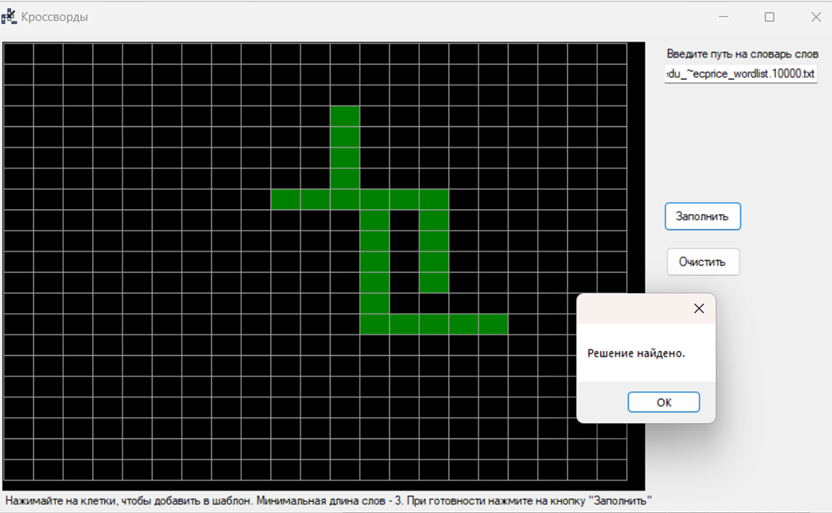 Кроссворды
Введите путь на словарь слов
edu_~ecprice_wordlist.10000.txt
Заполнить
Очистить
Решение найдено.
OK
Нажимайте на клетки, чтобы добавить в шаблон. Минимальная длина слов - 3. При готовности нажмите на кнопку "Заполнить"